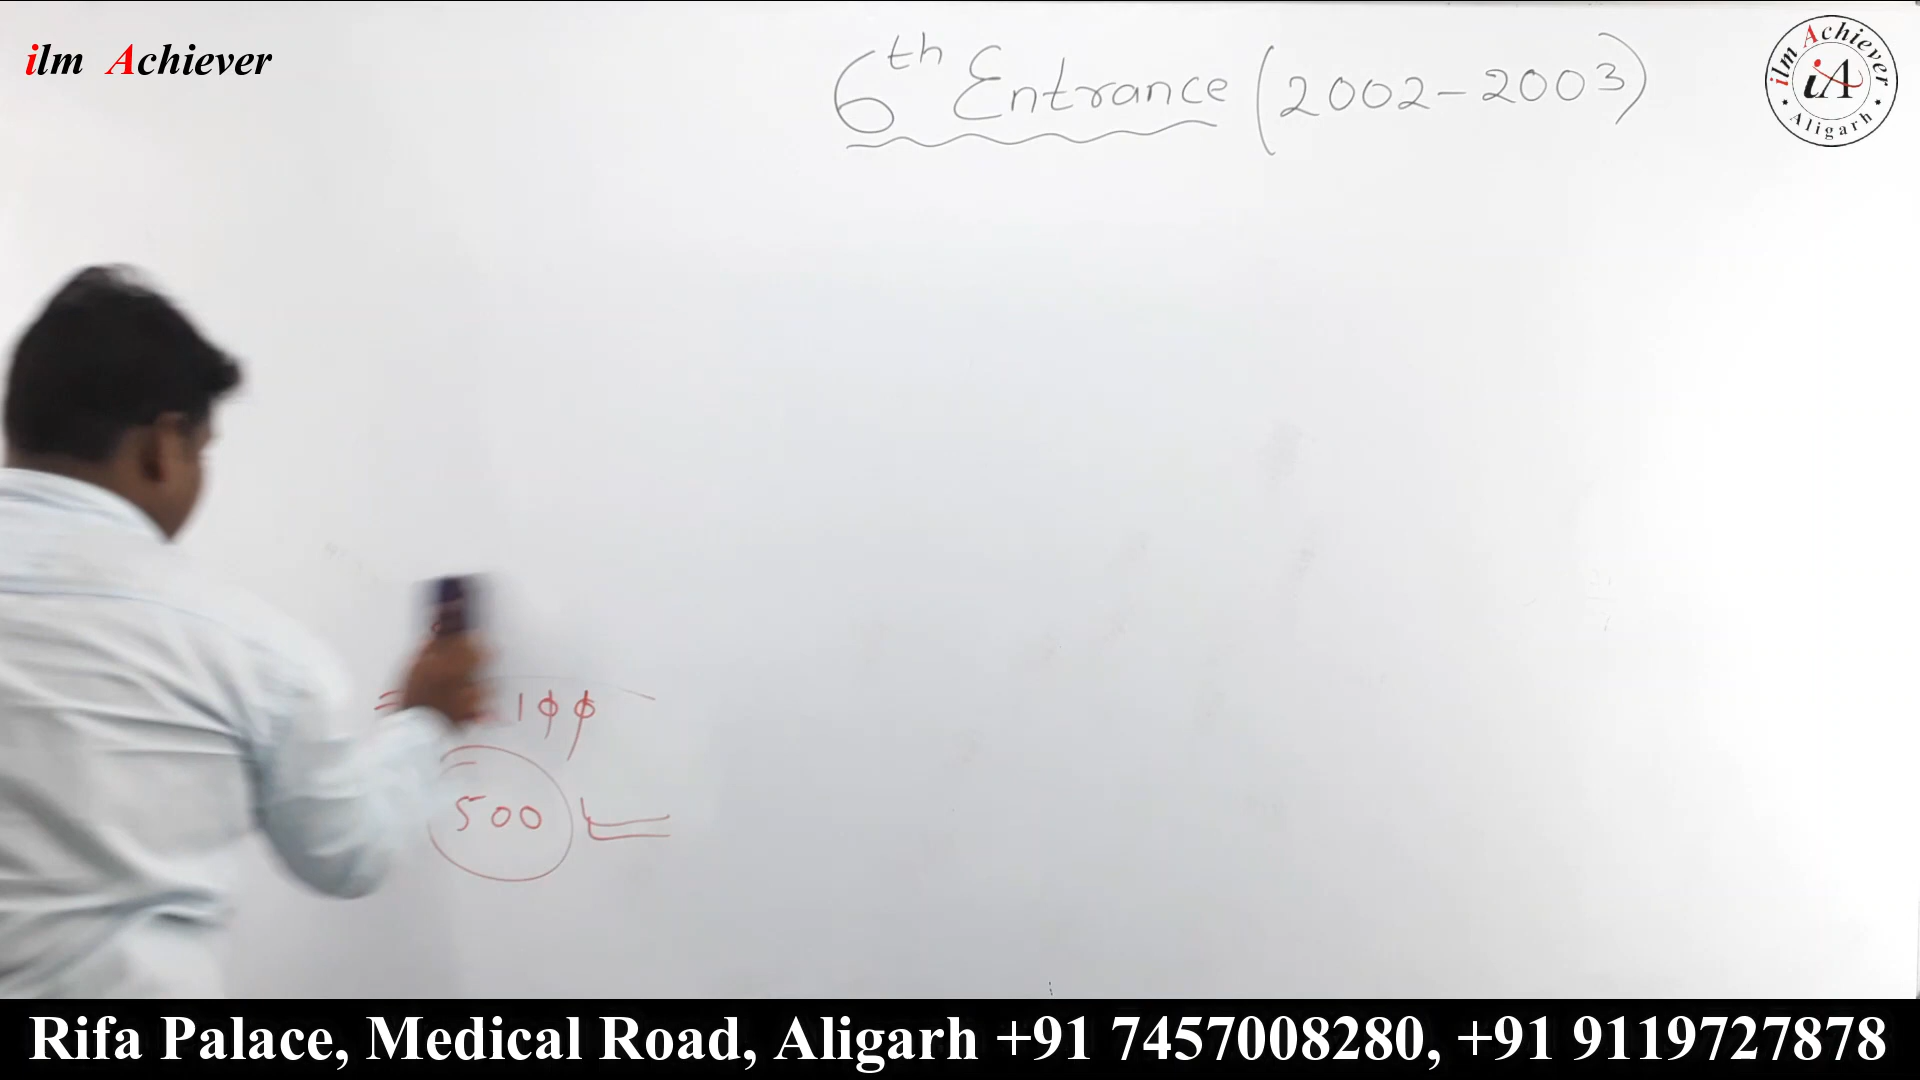 ilm Achiever
6th Entrance (2002-2003)
ilm Achiever
iA
Aligarh
= 100
500
Rifa Palace, Medical Road, Aligarh +91 7457008280, +91 9119727878